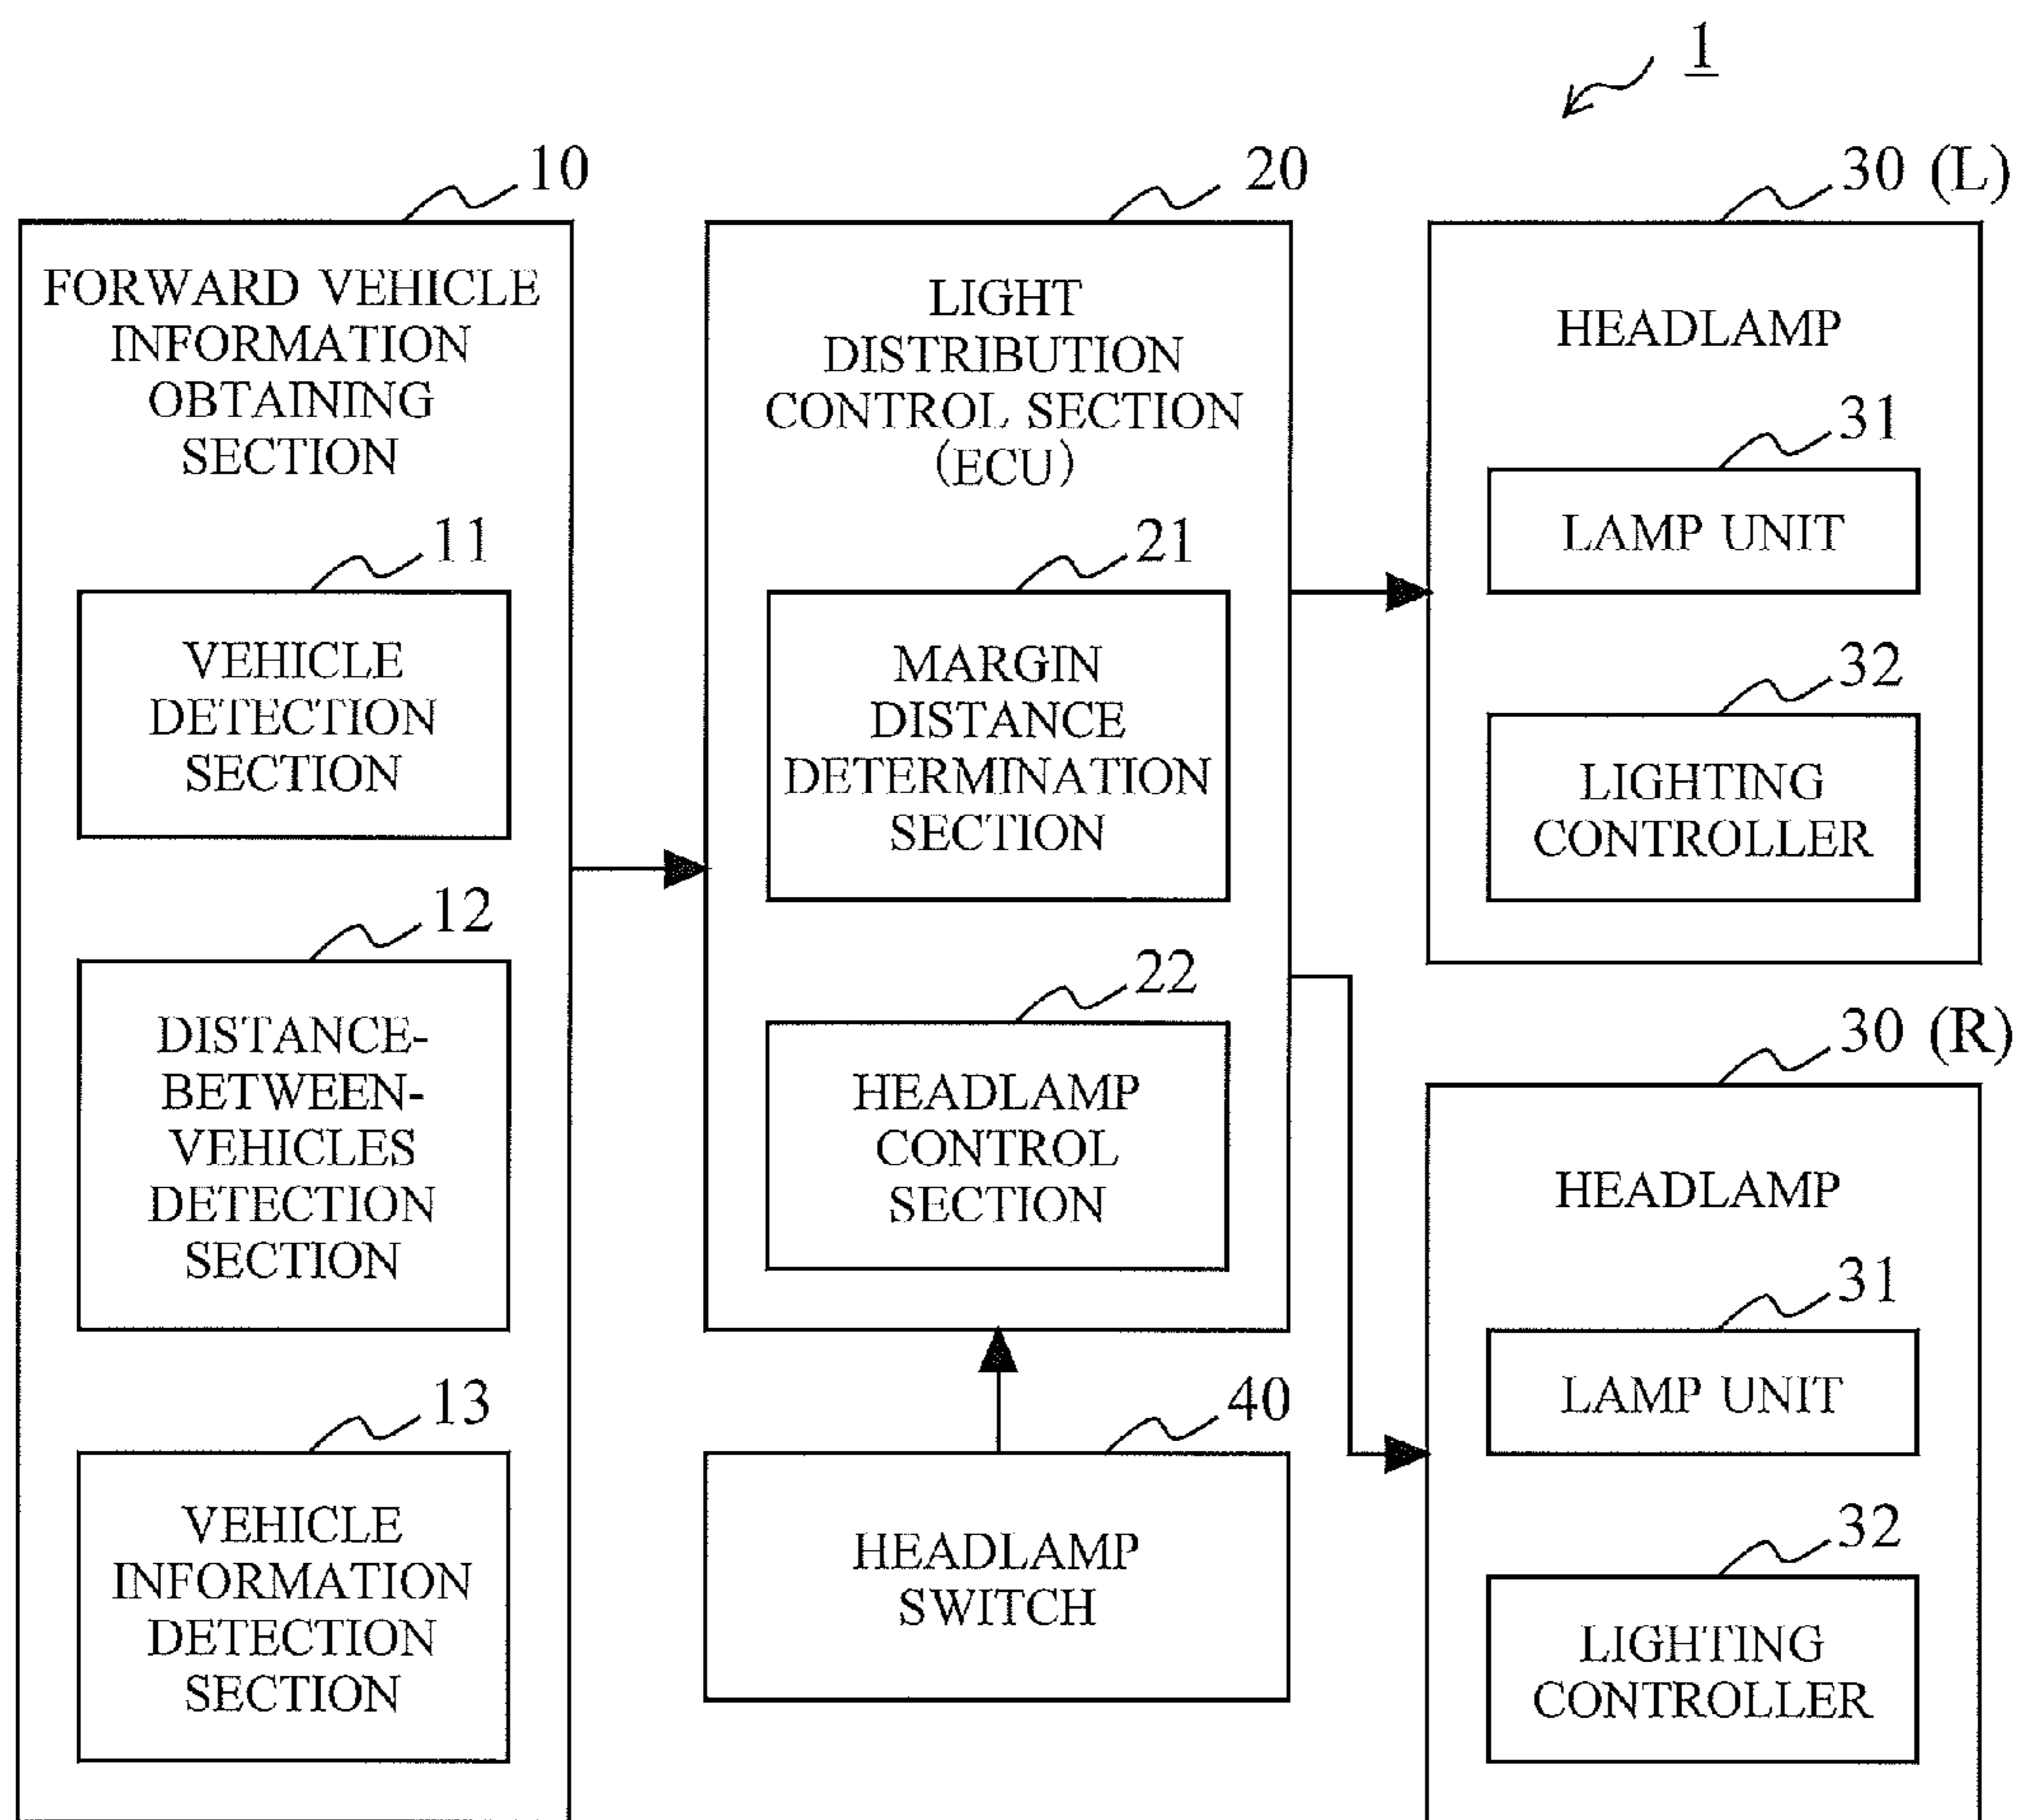 1
10
FORWARD VEHICLE
INFORMATION
OBTAINING
SECTION
11
VEHICLE
DETECTION
SECTION
12
DISTANCE-
BETWEEN-
VEHICLES
DETECTION
SECTION
13
VEHICLE
INFORMATION
DETECTION
SECTION
20
LIGHT
DISTRIBUTION
CONTROL SECTION
(ECU)
21
MARGIN
DISTANCE
DETERMINATION
SECTION
22
HEADLAMP
CONTROL
SECTION
40
HEADLAMP
SWITCH
30 (L)
HEADLAMP
31
LAMP UNIT
32
LIGHTING
CONTROLLER
30 (R)
HEADLAMP
31
LAMP UNIT
32
LIGHTING
CONTROLLER